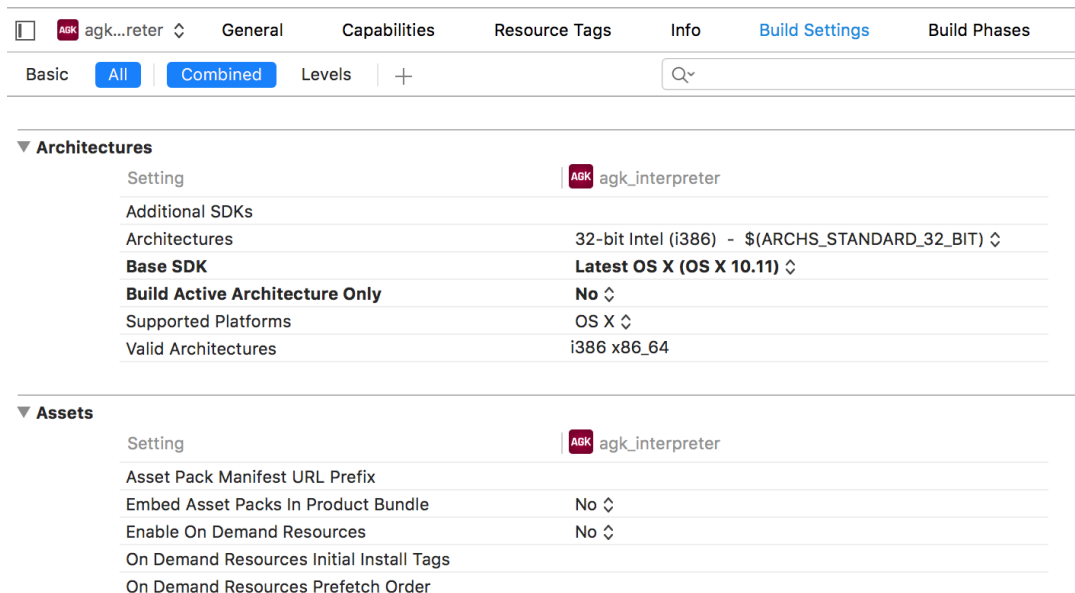 AGK agk...reter General Capabilities Resource Tags Info Build Settings Build Phases
Basic All Combined Levels
Architectures
Setting AGK agk_interpreter
Additional SDKs
Architectures 32-bit Intel (i386) - $(ARCHS_STANDARD_32_BIT)
Base SDK Latest OS X (OS X 10.11)
Build Active Architecture Only No
Supported Platforms OS X
Valid Architectures i386 x86_64
Assets
Setting AGK agk_interpreter
Asset Pack Manifest URL Prefix
Embed Asset Packs In Product Bundle No
Enable On Demand Resources No
On Demand Resources Initial Install Tags
On Demand Resources Prefetch Order